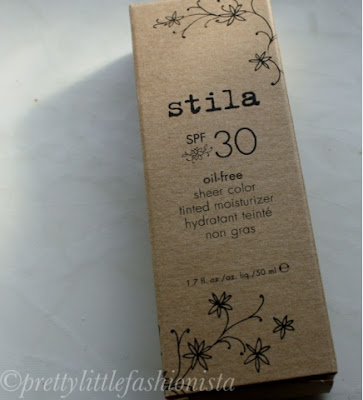 stila
SPF 30
oil-free
sheer color
tinted moisturizer
hydratant teinté
non gras
1.7 fl. oz./oz. liq./50 ml ℮
©prettylittlefashionista